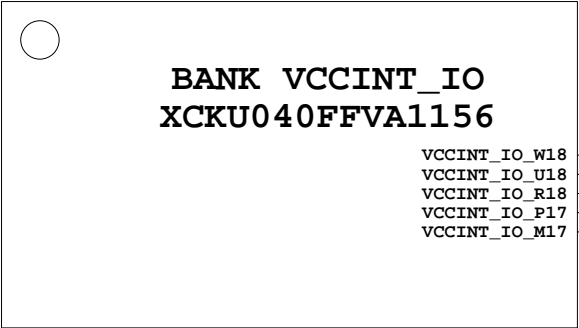 BANK VCCINT_IO
XCKU040FFVA1156
VCCINT_IO_W18
VCCINT_IO_U18
VCCINT_IO_R18
VCCINT_IO_P17
VCCINT_IO_M17